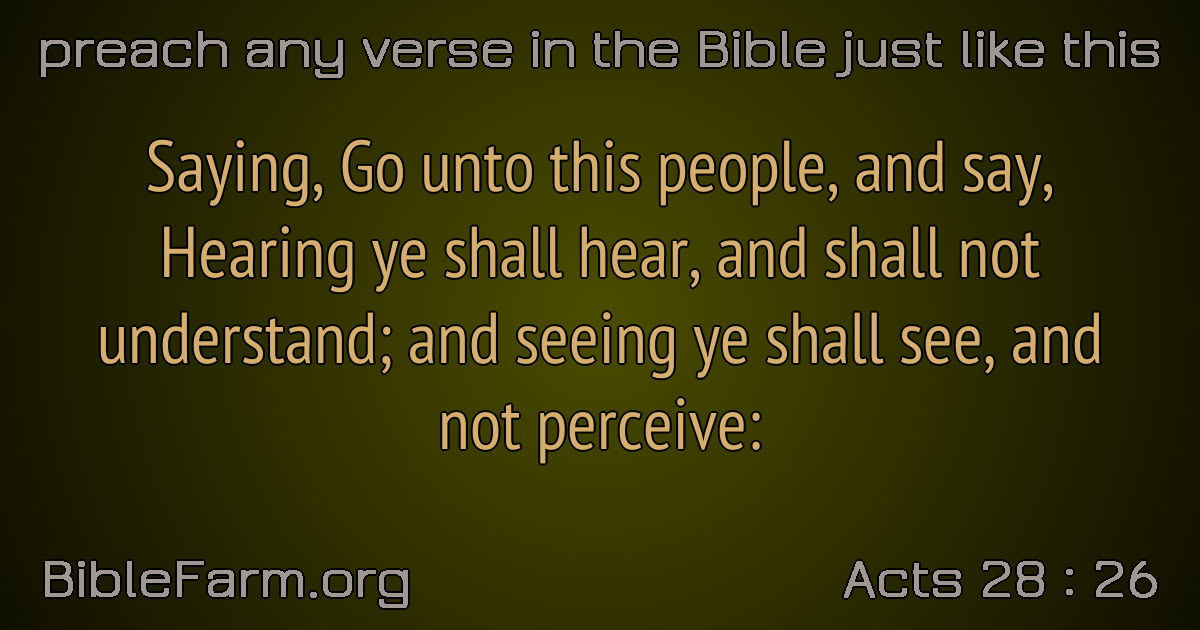 preach any verse in the Bible just like this
Saying, Go unto this people, and say,
Hearing ye shall hear, and shall not
understand; and seeing ye shall see, and
not perceive:
BibleFarm.org
Acts 28 : 26